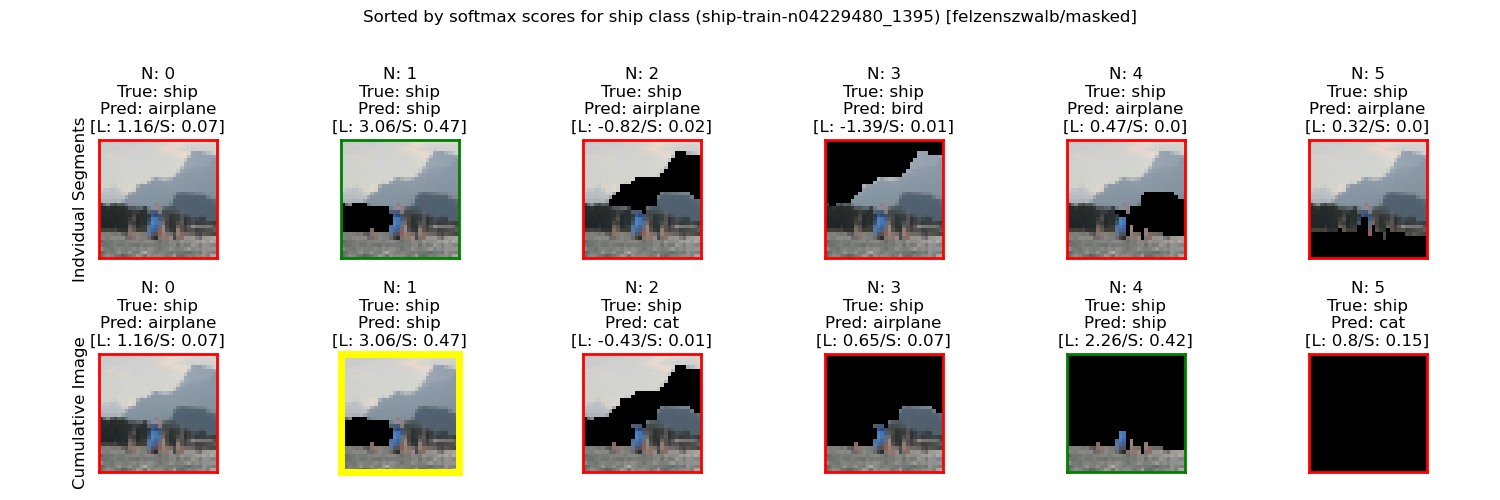 Sorted by softmax scores for ship class (ship-train-n04229480_1395) [felzenszwalb/masked]
Indvidual Segments
N: 0
True: ship
Pred: airplane
[L: 1.16/S: 0.07]
N: 1
True: ship
Pred: ship
[L: 3.06/S: 0.47]
N: 2
True: ship
Pred: airplane
[L: -0.82/S: 0.02]
N: 3
True: ship
Pred: bird
[L: -1.39/S: 0.01]
N: 4
True: ship
Pred: airplane
[L: 0.47/S: 0.0]
N: 5
True: ship
Pred: airplane
[L: 0.32/S: 0.0]
Cumulative Image
N: 0
True: ship
Pred: airplane
[L: 1.16/S: 0.07]
N: 1
True: ship
Pred: ship
[L: 3.06/S: 0.47]
N: 2
True: ship
Pred: cat
[L: -0.43/S: 0.01]
N: 3
True: ship
Pred: airplane
[L: 0.65/S: 0.07]
N: 4
True: ship
Pred: ship
[L: 2.26/S: 0.42]
N: 5
True: ship
Pred: cat
[L: 0.8/S: 0.15]